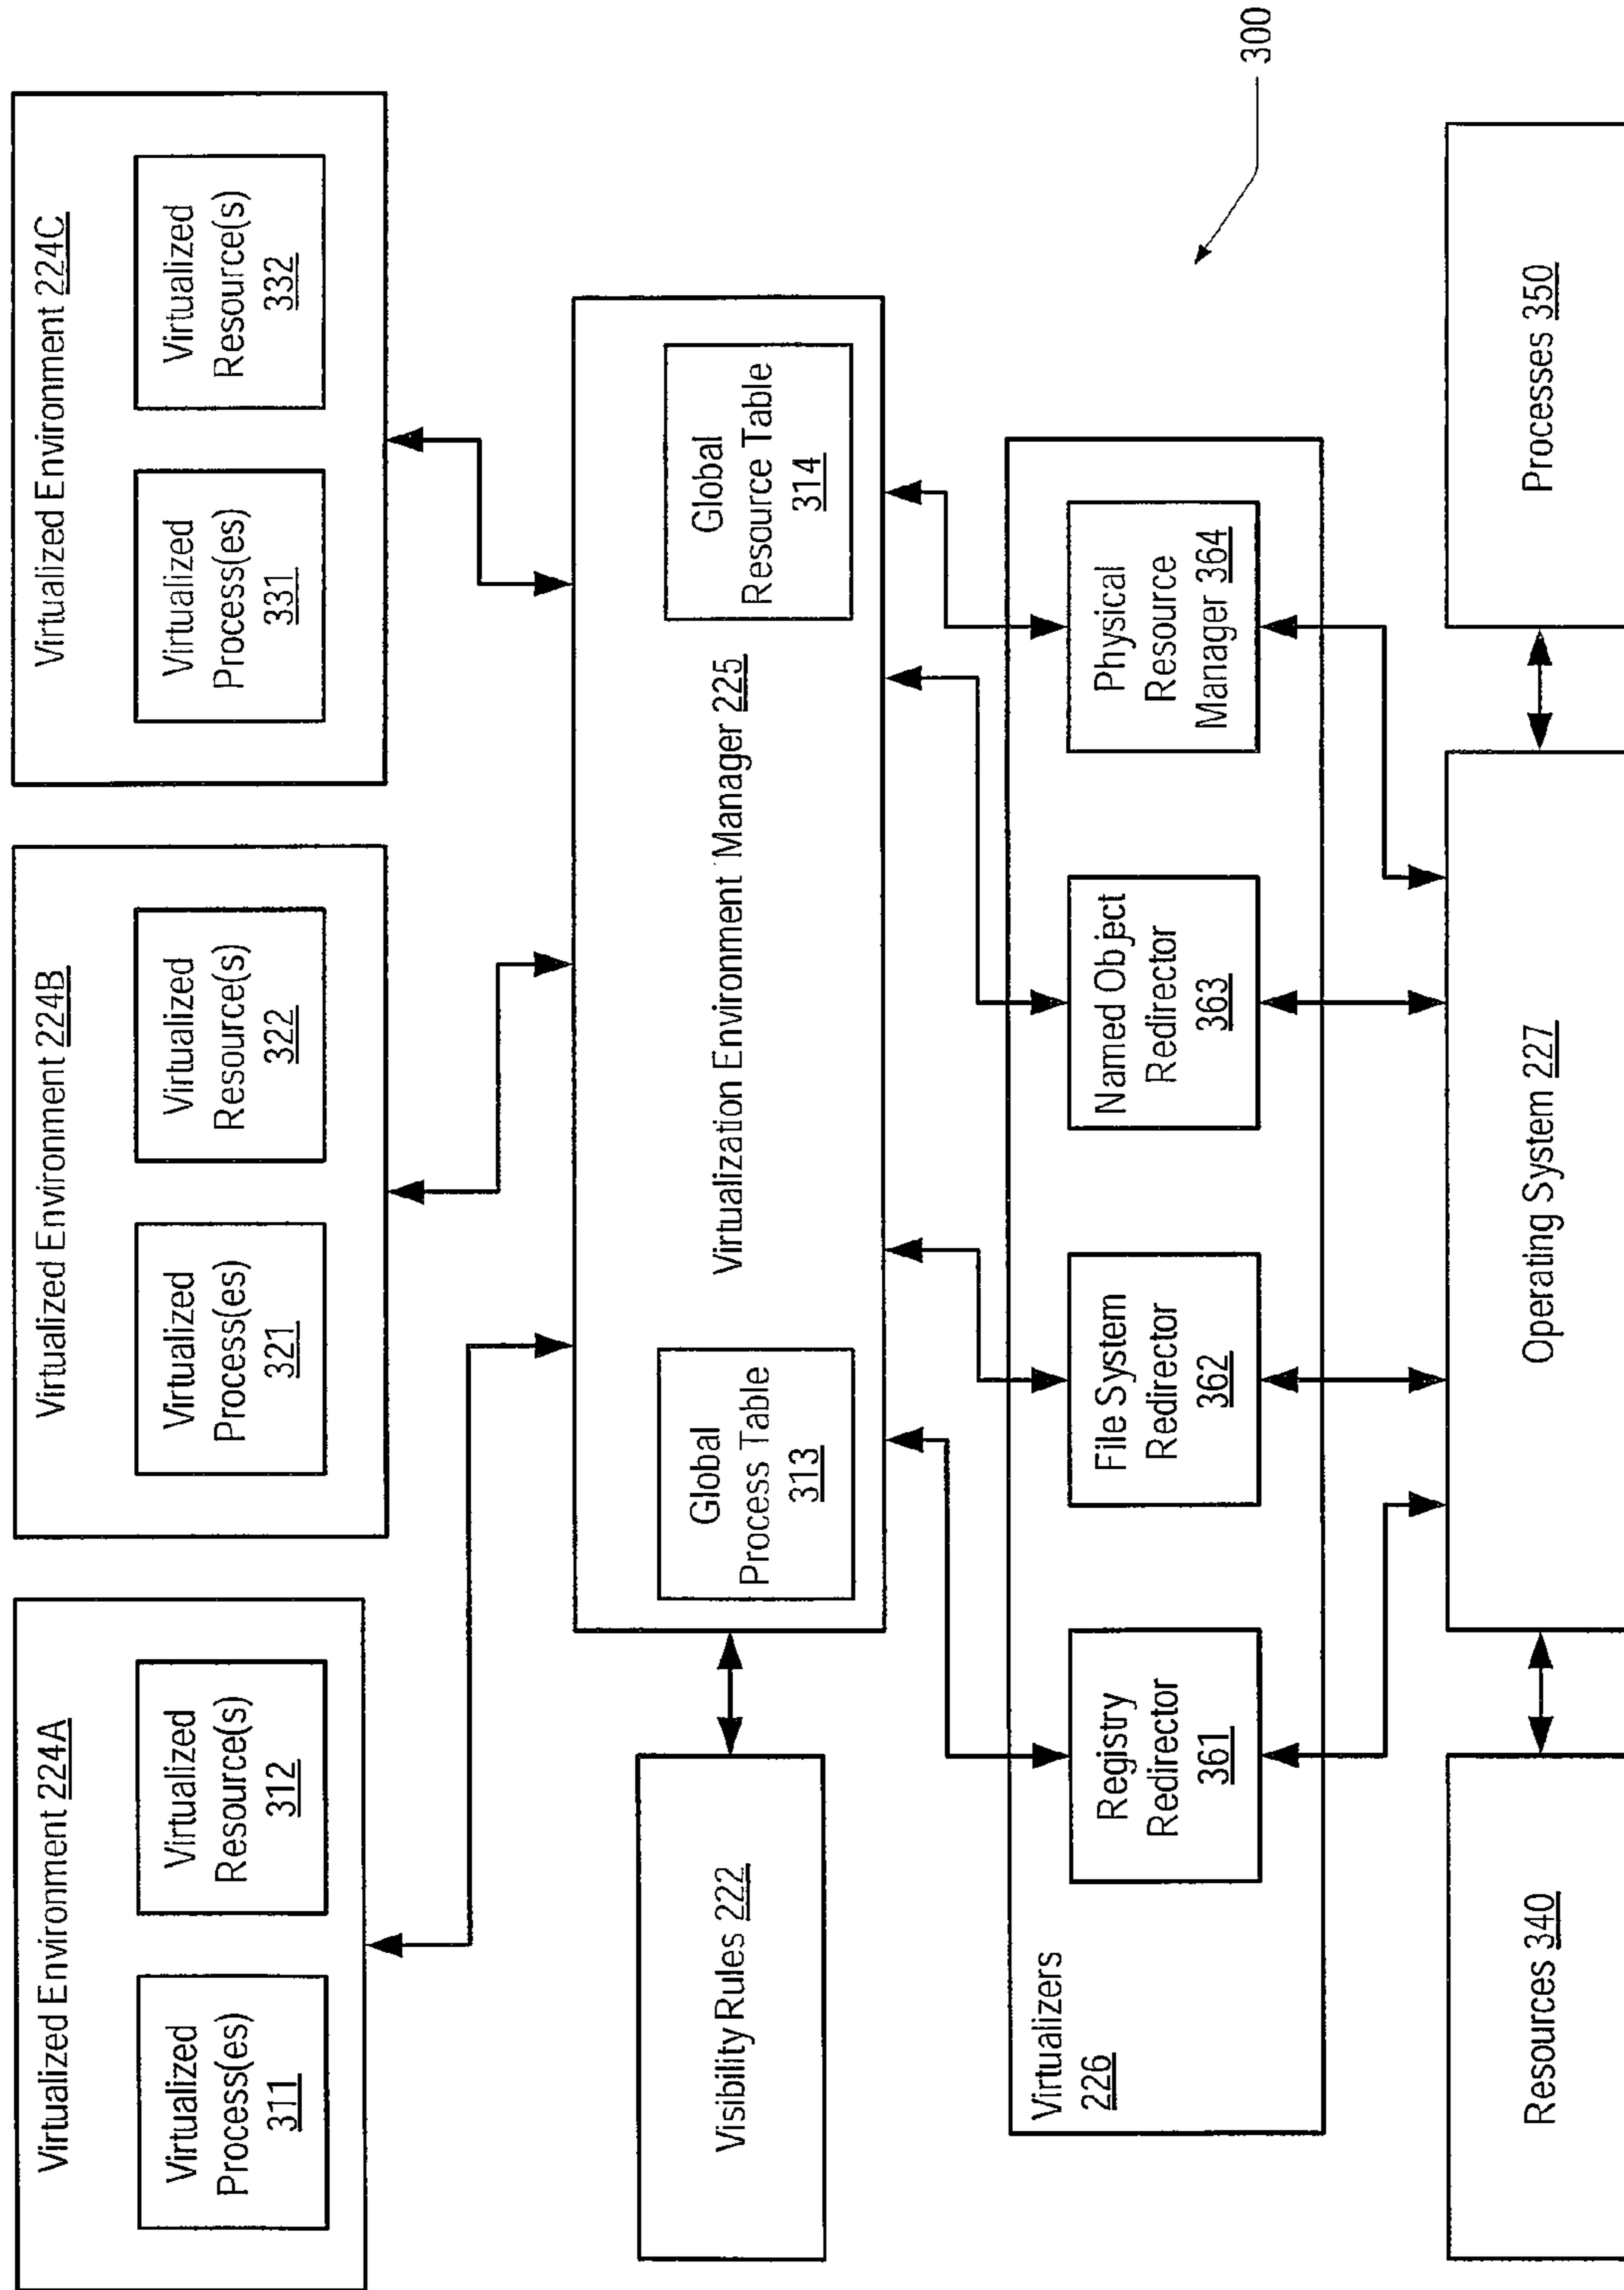 Virtualized Environment 224A
Virtualized
Process(es)
311
Virtualized
Resource(s)
312
Virtualized Environment 224B
Virtualized
Process(es)
321
Virtualized
Resource(s)
322
Virtualized Environment 224C
Virtualized
Process(es)
331
Virtualized
Resource(s)
332
Visibility Rules 222
Global
Process Table
313
Virtualization Environment Manager 225
Global
Resource Table
314
Virtualizers
226
Registry
Redirector
361
File System
Redirector
362
Named Object
Redirector
363
Physical
Resource
Manager 364
300
Resources 340
Operating System 227
Processes 350